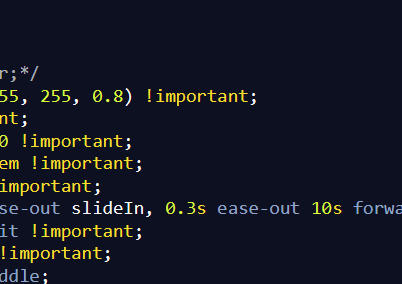 r;*/
55, 255, 0.8) !important;
nt;
0 !important;
em !important;
important;
se-out slideIn, 0.3s ease-out 10s forwa
it !important;
!important;
ddle;